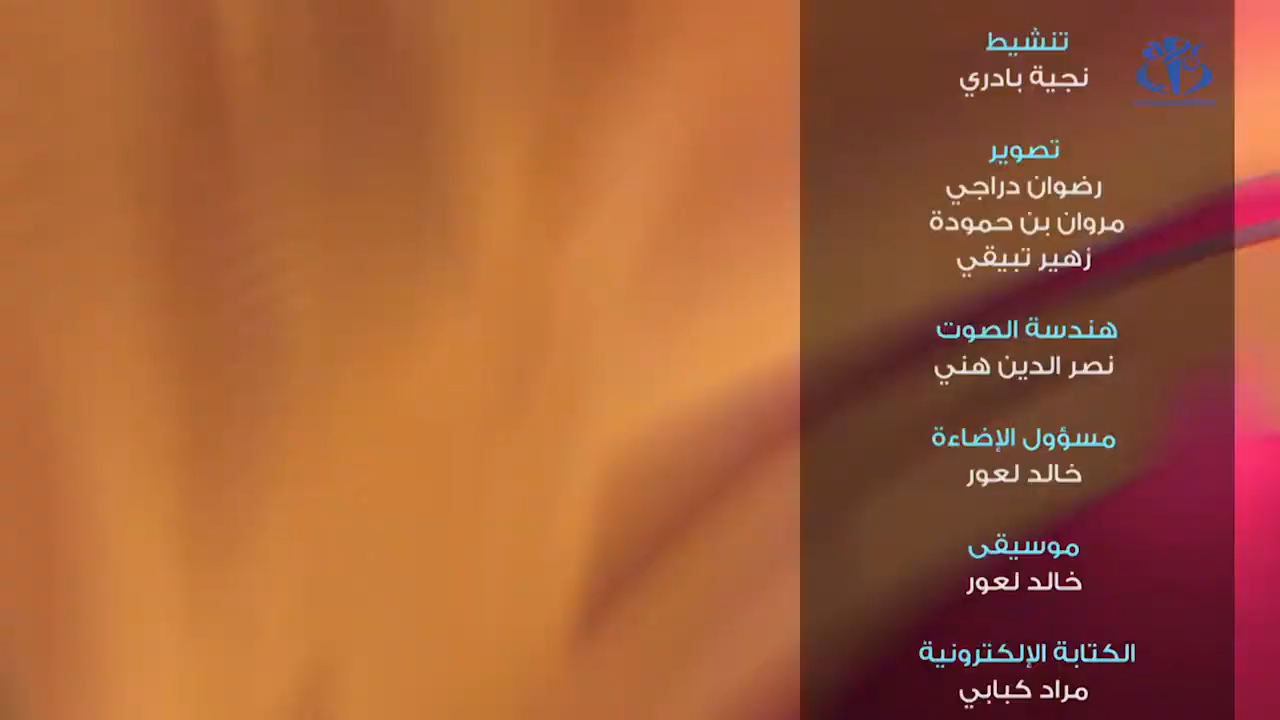 تنشيط
نجية بادري
تصوير
رضوان دراجي
مروان بن حمودة
زهير تبيقي
هندسة الصوت
نصر الدين هني
مسؤول الإضاءة
خالد لعور
موسيقى
خالد لعور
الكتابة الإلكترونية
مراد كبابي